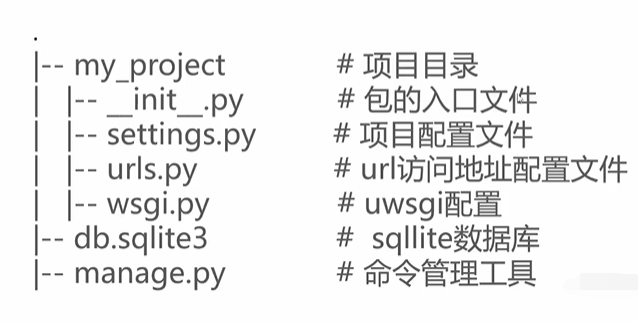 .
|-- my_project # 项目目录
| |-- __init__.py # 包的入口文件
| |-- settings.py # 项目配置文件
| |-- urls.py # url访问地址配置文件
| |-- wsgi.py # uwsgi配置
|-- db.sqlite3 # sqllite数据库
|-- manage.py # 命令管理工具